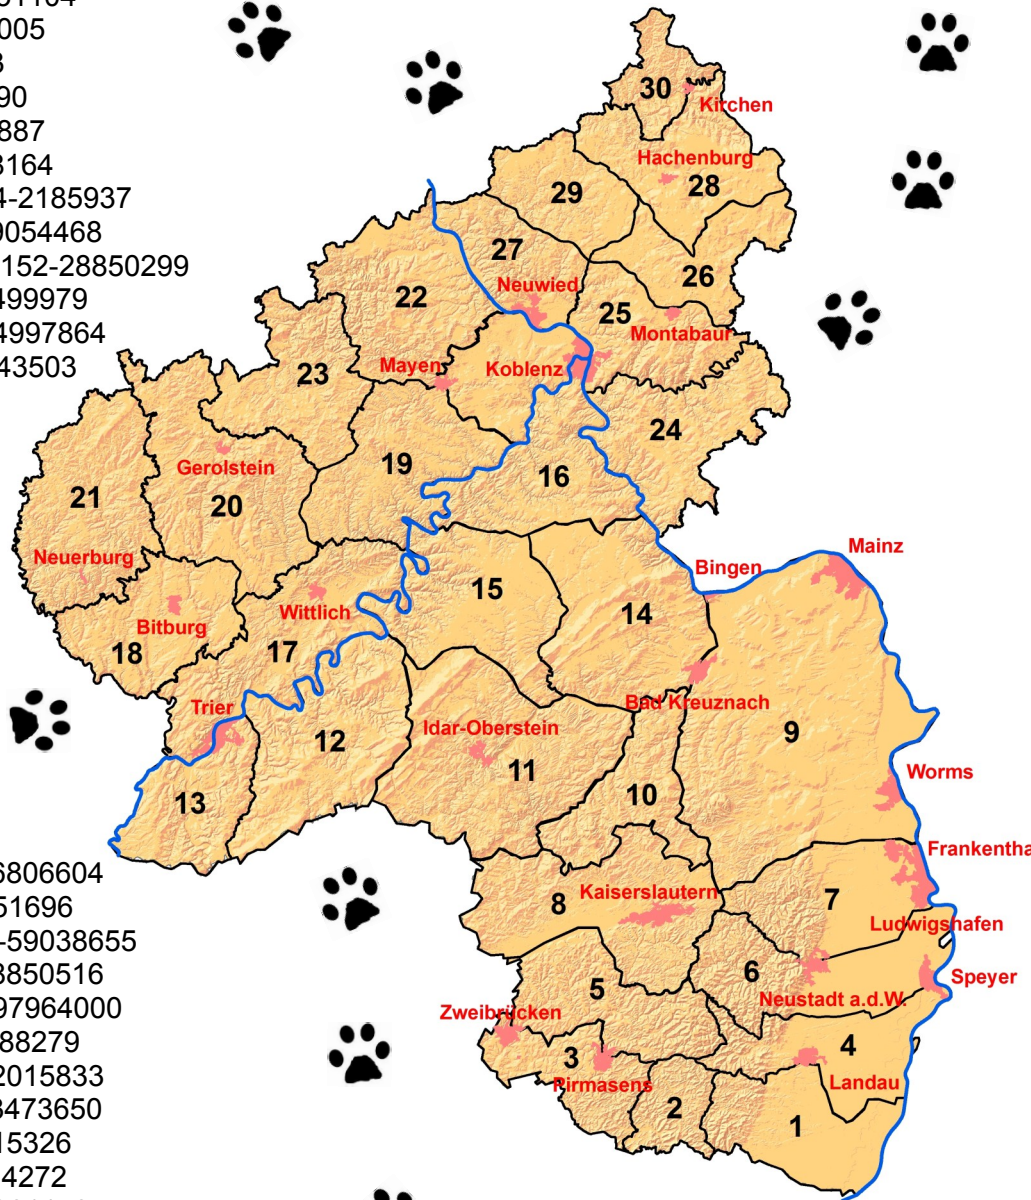 005
90
887
3164
4-2185937
9054468
152-28850299
499979
4997864
43503
30
Kirchen
Hachenburg
28
29
27
26
Neuwied
22
25
Montabaur
Mayen
Koblenz
23
24
Gerolstein
19
16
21
20
Neuerburg
Mainz
Bingen
15
Wittlich
14
Bitburg
18
17
Bad Kreuznach
Trier
Idar-Oberstein
9
12
11
Worms
13
10
Frankentha
6806604
Kaiserslautern
7
51696
8
Ludwigshafen
-59038655
6
Speyer
3850516
5
Neustadt a.d.W.
97964000
Zweibrücken
88279
4
2015833
3
Pirmasens
Landau
3473650
2
1
15326
4272